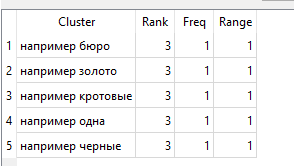 Cluster Rank Freq Range
1 например бюро 3 1 1
2 например золото 3 1 1
3 например кротовые 3 1 1
4 например одна 3 1 1
5 например черные 3 1 1